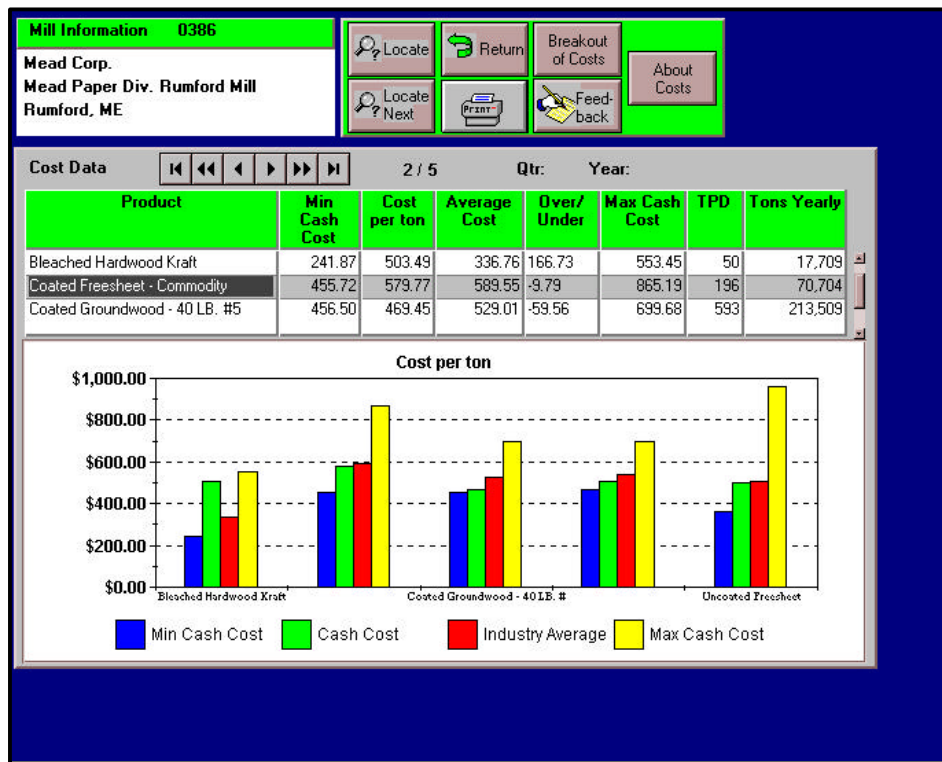 Mill Information 0386
Mead Corp.
Mead Paper Div. Rumford Mill
Rumford, ME
Locate
Return
Breakout
of Costs
About
Costs
Locate
Next
Print
Feed-
back
Cost Data
2 / 5
Qtr:
Year:
Product
Min
Cash
Cost
Cost
per ton
Average
Cost
Over/
Under
Max Cash
Cost
TPD
Tons Yearly
Bleached Hardwood Kraft 241.87 503.49 336.76 166.73 553.45 50 17,709
Coated Freesheet - Commodity 455.72 579.77 589.55 -9.79 865.19 196 70,704
Coated Groundwood - 40 LB. #5 456.50 469.45 529.01 -59.56 699.68 593 213,509
Cost per ton
$1,000.00
$800.00
$600.00
$400.00
$200.00
$0.00
Bleached Hardwood Kraft
Coated Groundwood - 40 LB. #
Uncoated Freesheet
Min Cash Cost
Cash Cost
Industry Average
Max Cash Cost